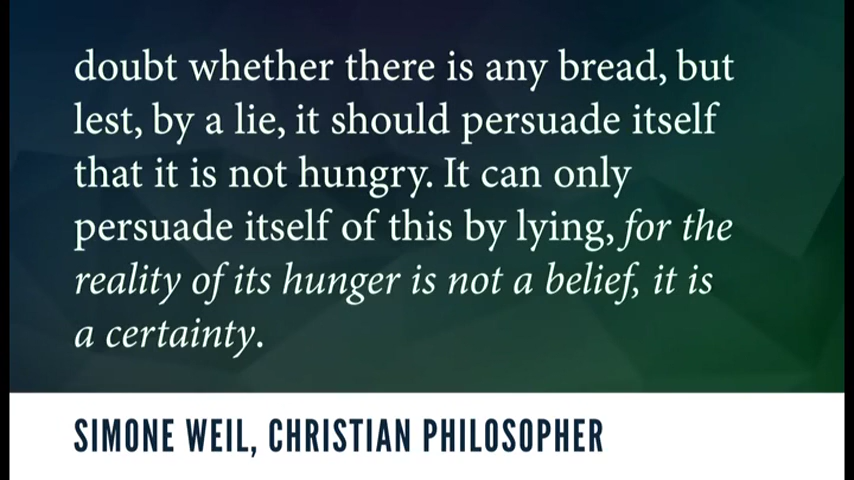 doubt whether there is any bread, but
lest, by a lie, it should persuade itself
that it is not hungry. It can only
persuade itself of this by lying, for the
reality of its hunger is not a belief, it is
a certainty.
SIMONE WEIL, CHRISTIAN PHILOSOPHER